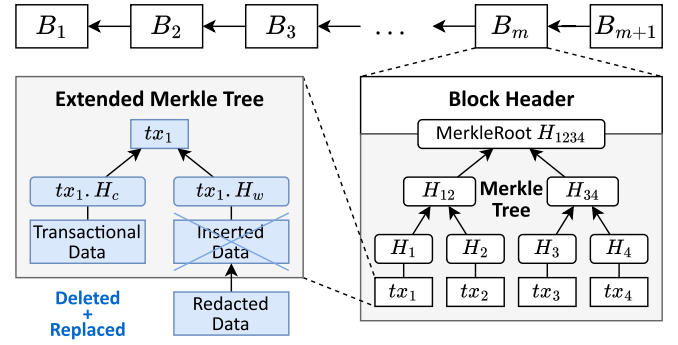 B1 B2 B3 ... Bm Bm+1
Extended Merkle Tree
tx1
tx1.Hc tx1.Hw
Transactional
Data
Inserted
Data
Deleted
+
Replaced
Redacted
Data
Block Header
MerkleRoot H1234
H12 Merkle
Tree H34
H1 H2 H3 H4
tx1 tx2 tx3 tx4